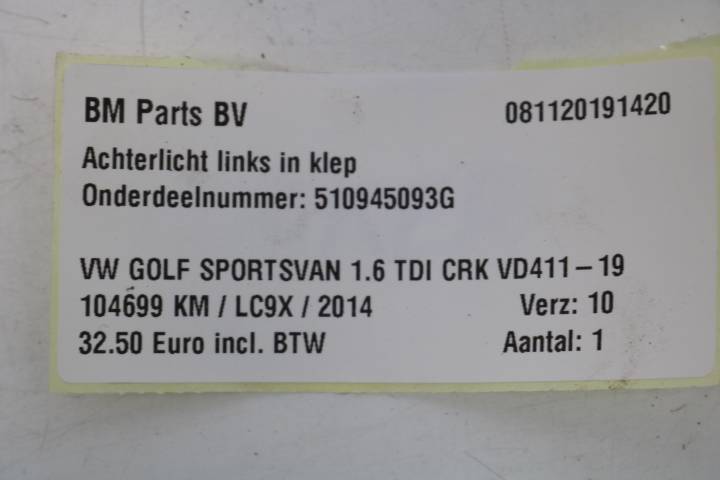 BM Parts BV 081120191420
Achterlicht links in klep
Onderdeelnummer: 510945093G
VW GOLF SPORTSVAN 1.6 TDI CRK VD411-19
104699 KM / LC9X / 2014 Verz: 10
32.50 Euro incl. BTW Aantal: 1